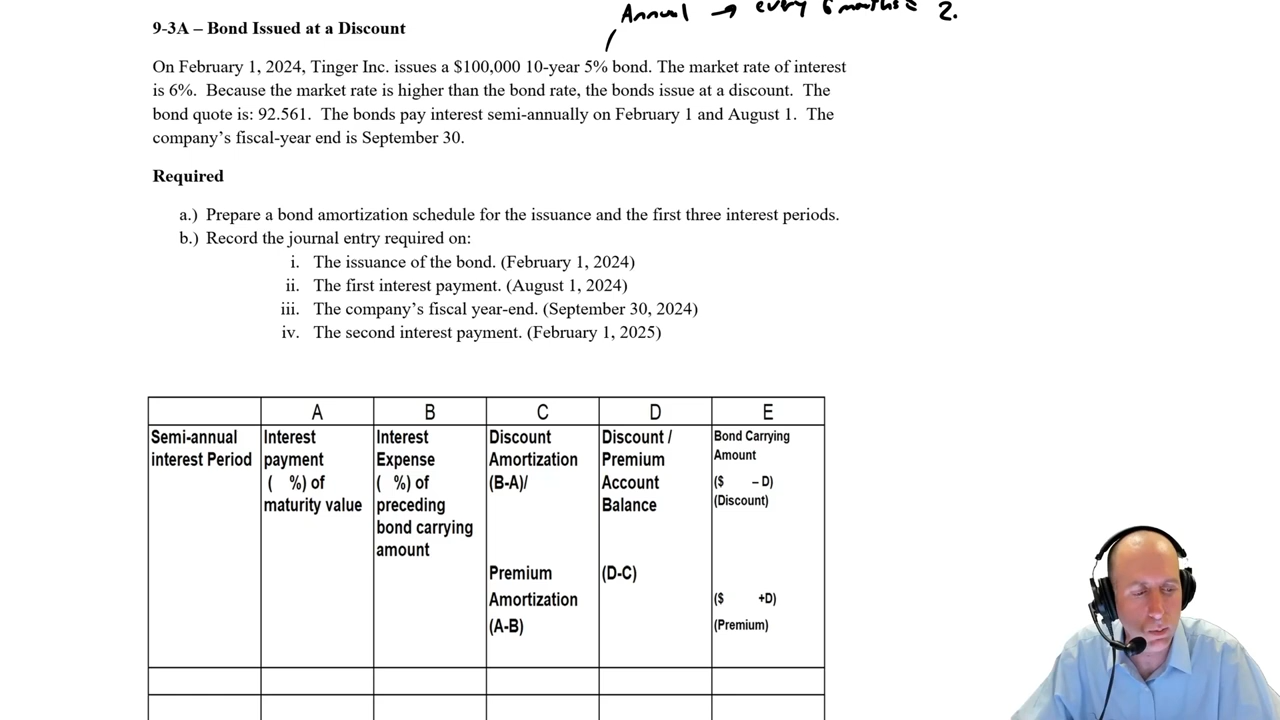 Annual → every 6 months = 2.
9-3A – Bond Issued at a Discount
On February 1, 2024, Tinger Inc. issues a $100,000 10-year 5% bond. The market rate of interest
is 6%. Because the market rate is higher than the bond rate, the bonds issue at a discount. The
bond quote is: 92.561. The bonds pay interest semi-annually on February 1 and August 1. The
company’s fiscal-year end is September 30.
Required
a.) Prepare a bond amortization schedule for the issuance and the first three interest periods.
b.) Record the journal entry required on:
i. The issuance of the bond. (February 1, 2024)
ii. The first interest payment. (August 1, 2024)
iii. The company’s fiscal year-end. (September 30, 2024)
iv. The second interest payment. (February 1, 2025)
A B C D E
Semi-annual
interest Period
Interest
payment
( %) of
maturity value
Interest
Expense
( %) of
preceding
bond carrying
amount
Discount
Amortization
(B-A)/
Premium
Amortization
(A-B)
Discount /
Premium
Account
Balance
(D-C)
Bond Carrying
Amount
($ – D)
(Discount)
($ +D)
(Premium)